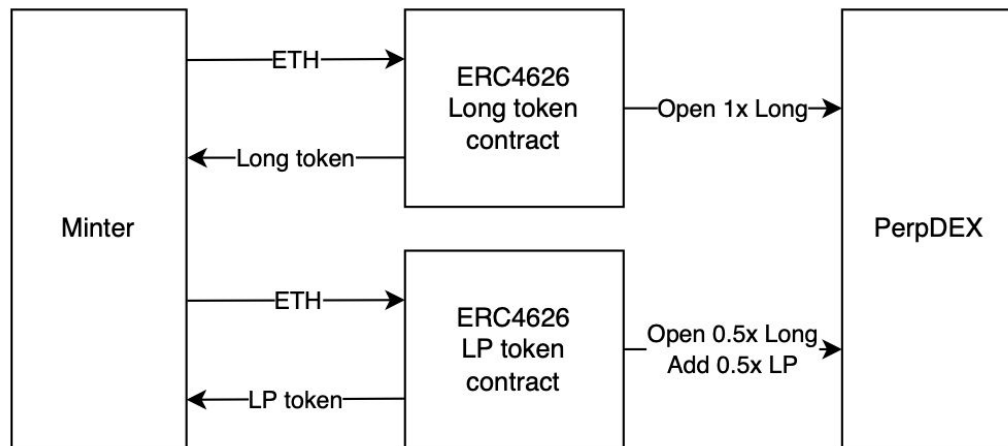 Minter
ETH
Long token
ETH
LP token
ERC4626
Long token
contract
ERC4626
LP token
contract
Open 1x Long
Open 0.5x Long
Add 0.5x LP
PerpDEX